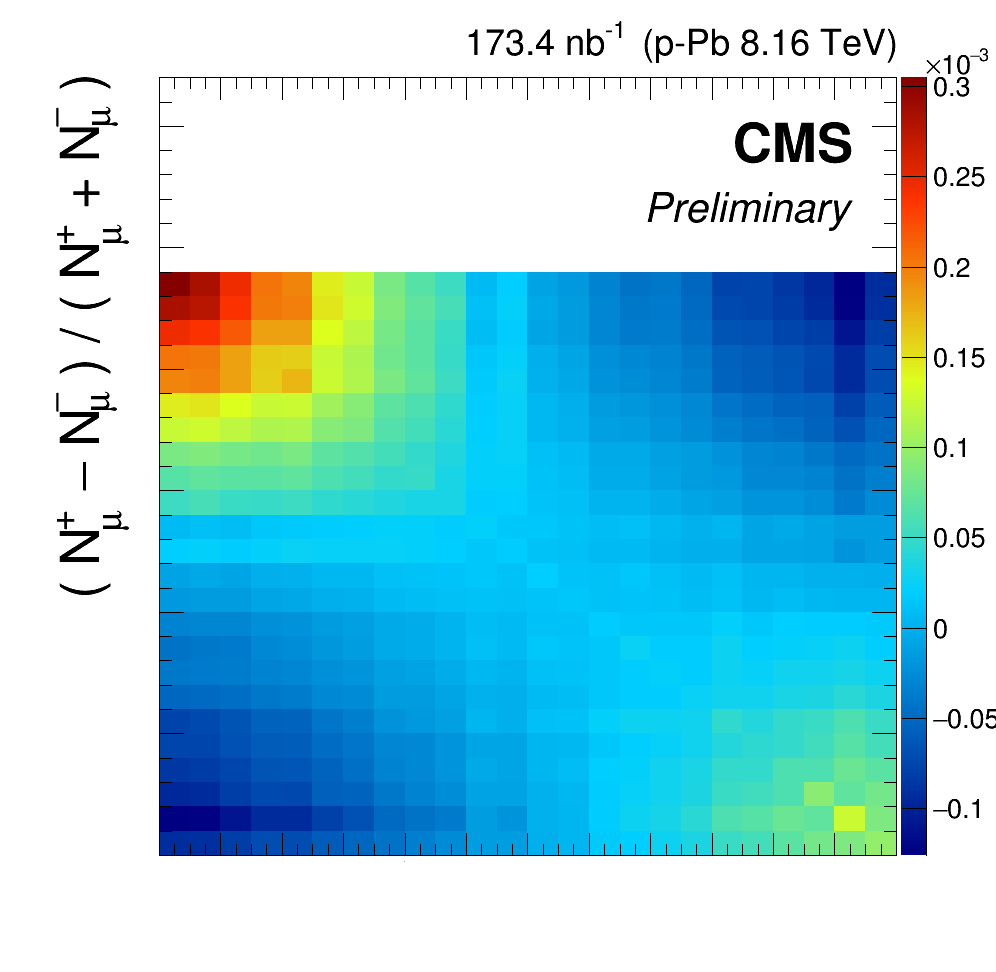 173.4 nb⁻¹ (p-Pb 8.16 TeV)
×10⁻³
CMS
Preliminary
( N⁺μ − N⁻μ ) / ( N⁺μ + N⁻μ )
0.3
0.25
0.2
0.15
0.1
0.05
0
−0.05
−0.1